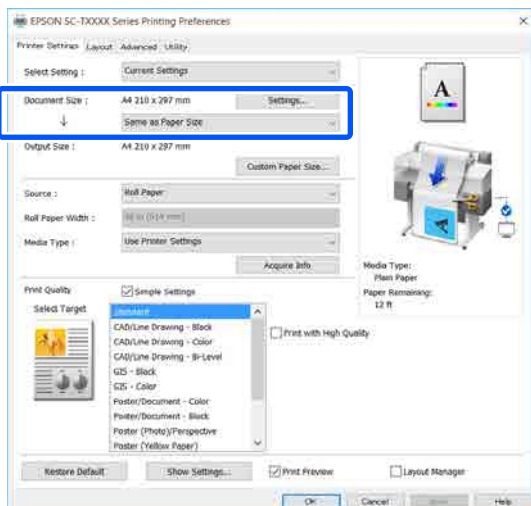 EPSON SC-TXXXX Series Printing Preferences
Printer Settings Layout Advanced Utility
Select Setting : Current Settings
Document Size : A4 210 x 297 mm Settings...
↓ Same as Paper Size
Output Size : A4 210 x 297 mm
Custom Paper Size...
Source : Roll Paper
Roll Paper Width :
Media Type : Use Printer Settings
Acquire Info
A
Media Type:
Plain Paper
Paper Remaining:
12 ft
Print Quality Simple Settings
Select Target
Standard
CAD/Line Drawing - Black
CAD/Line Drawing - Color
CAD/Line Drawing - Bi-Level
GIS - Black
GIS - Color
Poster/Document - Color
Poster/Document - Black
Poster (Photo)/Perspective
Poster (Yellow Paper)
Print with High Quality
Restore Default Show Settings... Print Preview Layout Manager
OK Cancel Help